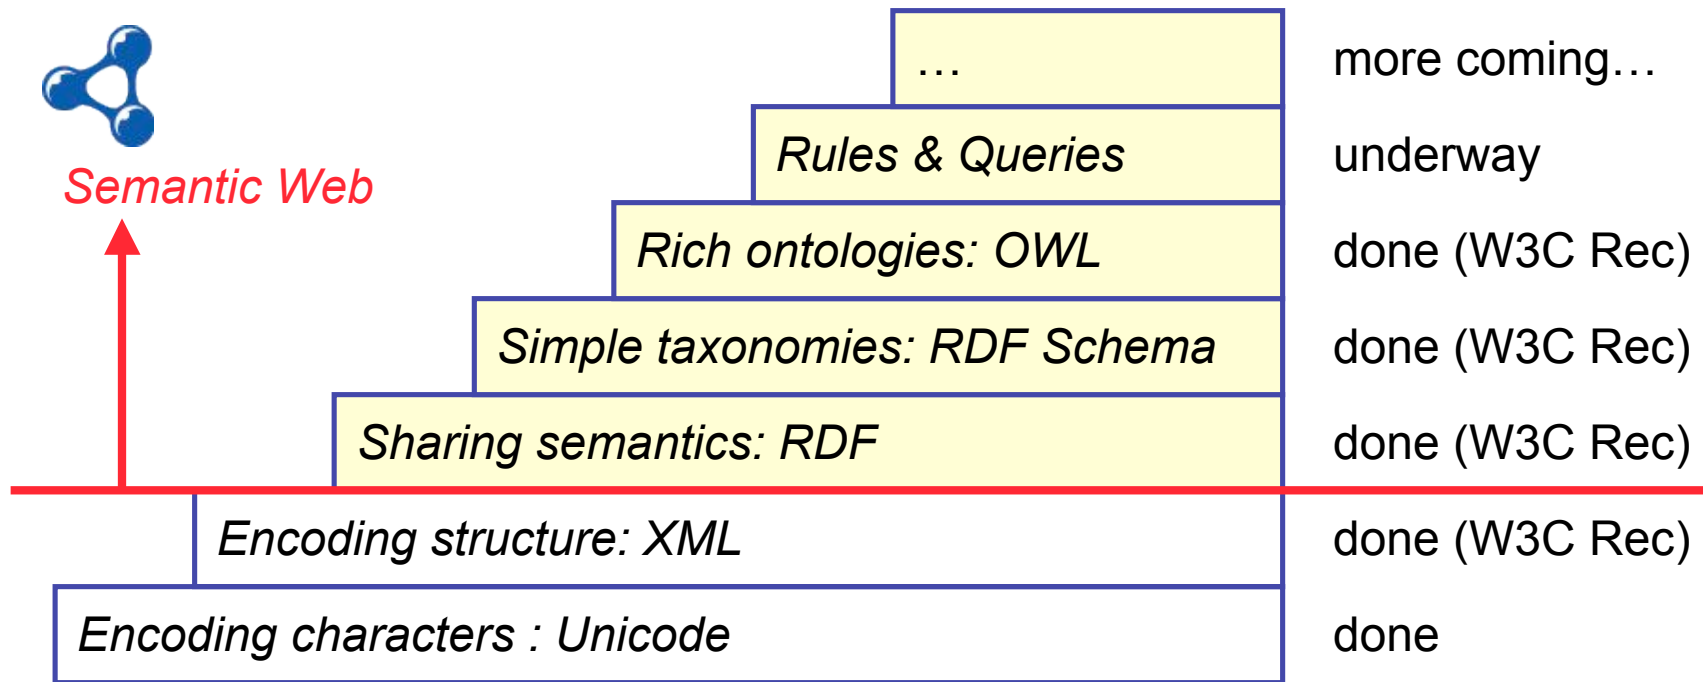 … more coming…
Rules & Queries underway
Semantic Web
Rich ontologies: OWL done (W3C Rec)
Simple taxonomies: RDF Schema done (W3C Rec)
Sharing semantics: RDF done (W3C Rec)
Encoding structure: XML done (W3C Rec)
Encoding characters : Unicode done